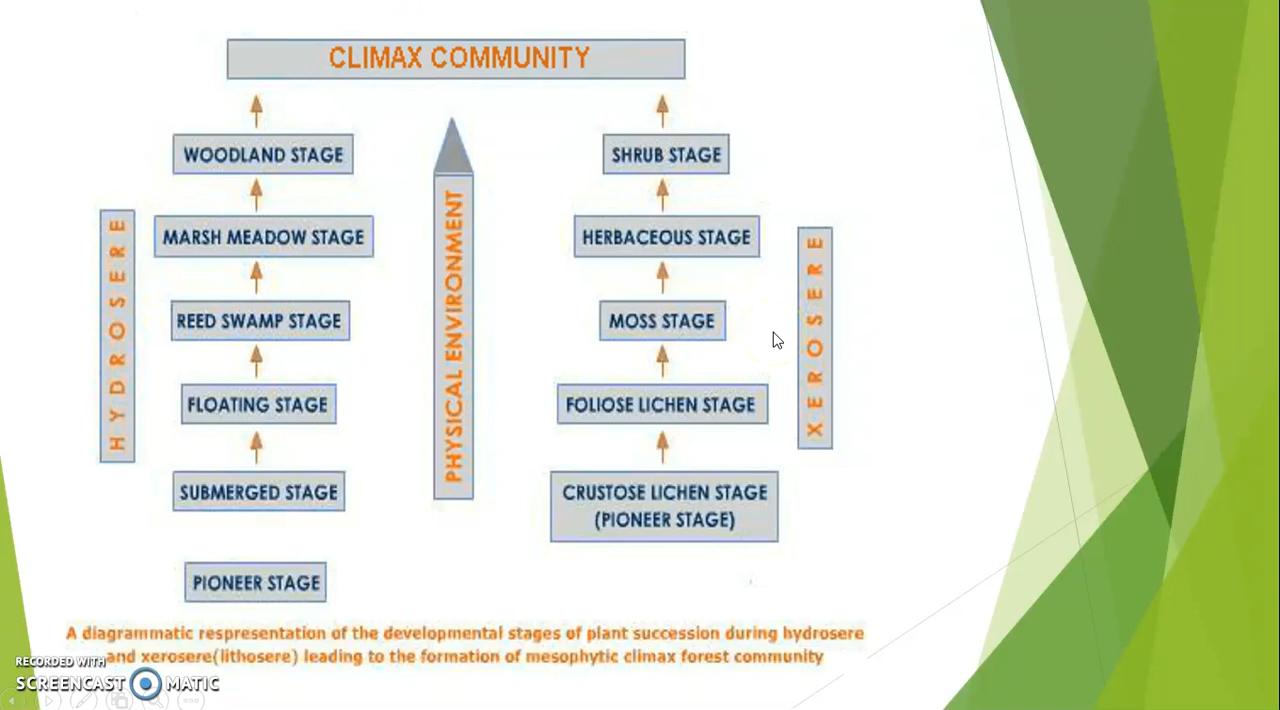 CLIMAX COMMUNITY
WOODLAND STAGE
MARSH MEADOW STAGE
REED SWAMP STAGE
FLOATING STAGE
SUBMERGED STAGE
PIONEER STAGE
HYDROSERE
PHYSICAL ENVIRONMENT
SHRUB STAGE
HERBACEOUS STAGE
MOSS STAGE
FOLIOSE LICHEN STAGE
CRUSTOSE LICHEN STAGE
(PIONEER STAGE)
XEROSERE
A diagrammatic respresentation of the developmental stages of plant succession during hydrosere
and xerosere(lithosere) leading to the formation of mesophytic climax forest community
RECORDED WITH
SCREENCAST MATIC